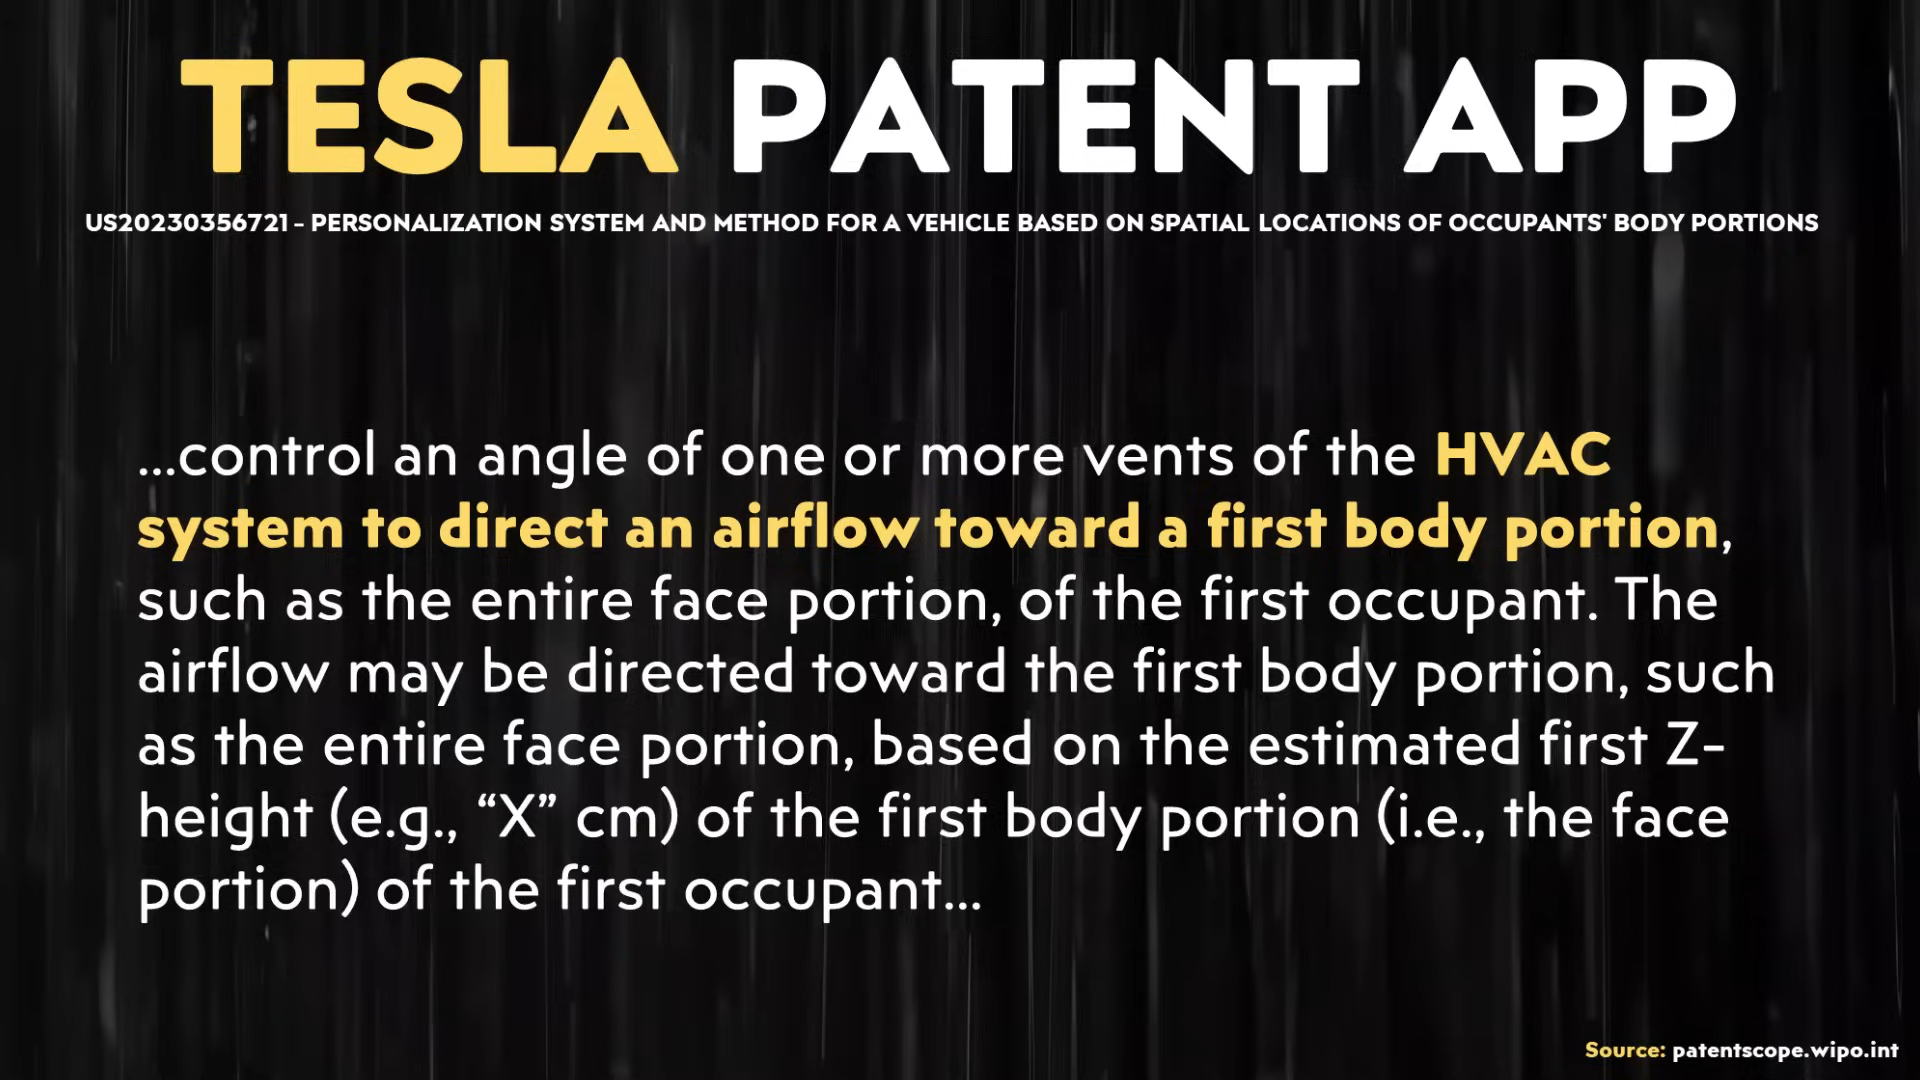 TESLA PATENT APP
US20230356721 - PERSONALIZATION SYSTEM AND METHOD FOR A VEHICLE BASED ON SPATIAL LOCATIONS OF OCCUPANTS' BODY PORTIONS
...control an angle of one or more vents of the HVAC
system to direct an airflow toward a first body portion,
such as the entire face portion, of the first occupant. The
airflow may be directed toward the first body portion, such
as the entire face portion, based on the estimated first Z-
height (e.g., “X” cm) of the first body portion (i.e., the face
portion) of the first occupant...
Source: patentscope.wipo.int